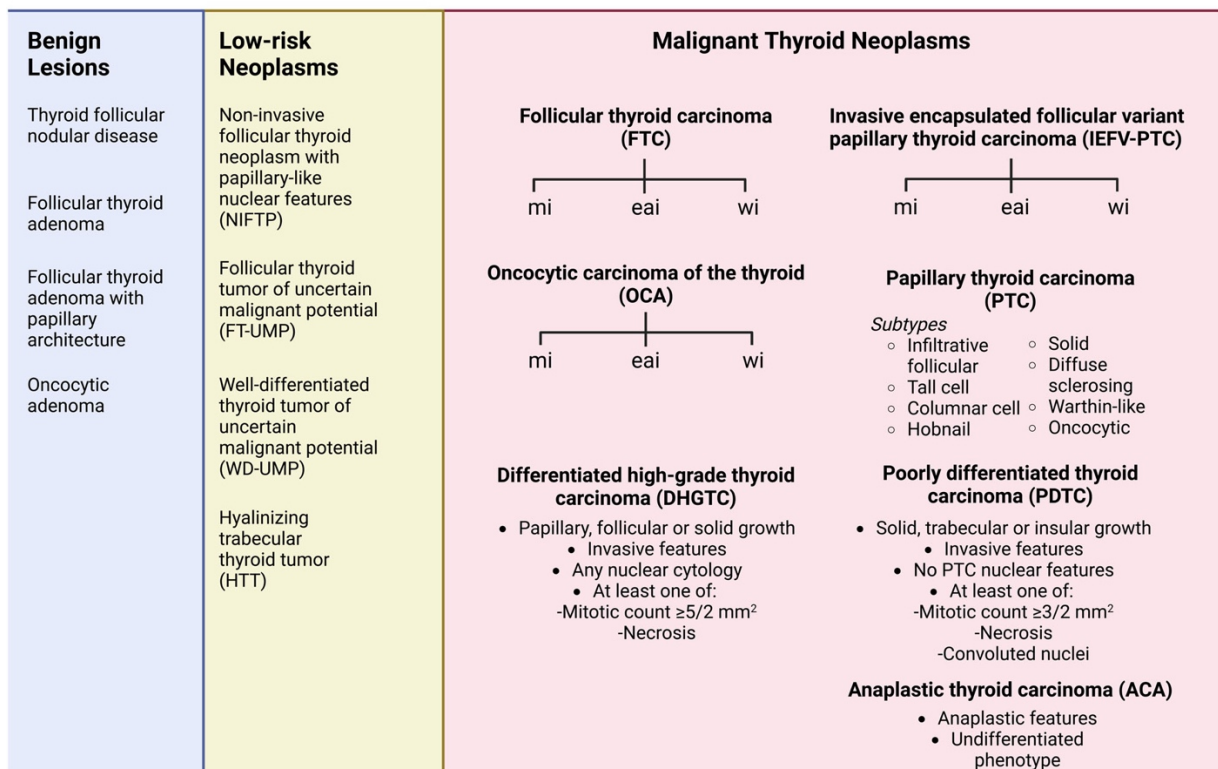 Benign
Lesions
Thyroid follicular
nodular disease
Follicular thyroid
adenoma
Follicular thyroid
adenoma with
papillary
architecture
Oncocytic
adenoma
Low-risk
Neoplasms
Non-invasive
follicular thyroid
neoplasm with
papillary-like
nuclear features
(NIFTP)
Follicular thyroid
tumor of uncertain
malignant potential
(FT-UMP)
Well-differentiated
thyroid tumor of
uncertain
malignant potential
(WD-UMP)
Hyalinizing
trabecular
thyroid tumor
(HTT)
Malignant Thyroid Neoplasms
Follicular thyroid carcinoma
(FTC)
mi eai wi
Invasive encapsulated follicular variant
papillary thyroid carcinoma (IEFV-PTC)
mi eai wi
Oncocytic carcinoma of the thyroid
(OCA)
mi eai wi
Papillary thyroid carcinoma
(PTC)
Subtypes
○ Infiltrative
follicular
○ Tall cell
○ Columnar cell
○ Hobnail
○ Solid
○ Diffuse
sclerosing
○ Warthin-like
○ Oncocytic
Differentiated high-grade thyroid
carcinoma (DHGTC)
• Papillary, follicular or solid growth
• Invasive features
• Any nuclear cytology
• At least one of:
-Mitotic count ≥5/2 mm²
-Necrosis
Poorly differentiated thyroid
carcinoma (PDTC)
• Solid, trabecular or insular growth
• Invasive features
• No PTC nuclear features
• At least one of:
-Mitotic count ≥3/2 mm²
-Necrosis
-Convoluted nuclei
Anaplastic thyroid carcinoma (ACA)
• Anaplastic features
• Undifferentiated
phenotype